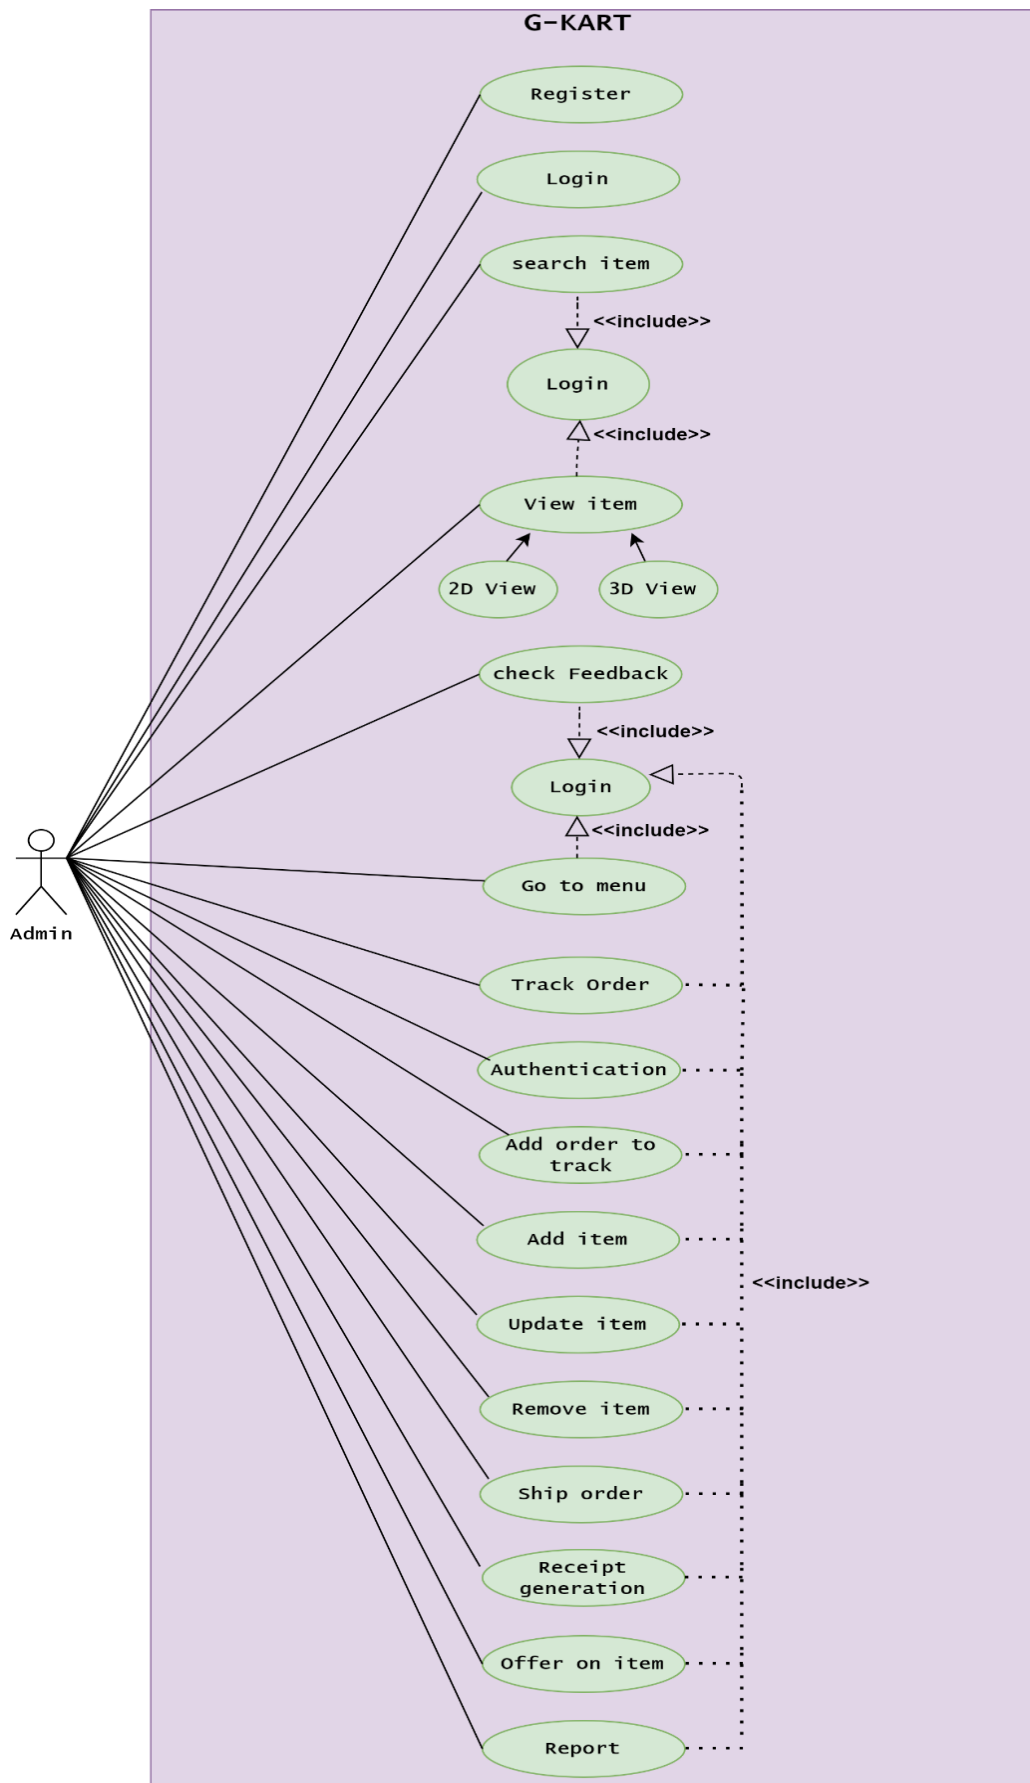 G-KART
Register
Login
search item
<<include>>
Login
<<include>>
View item
2D View
3D View
check Feedback
<<include>>
Login
<<include>>
Go to menu
Admin
Track Order
Authentication
Add order to
track
Add item
<<include>>
Update item
Remove item
Ship order
Receipt
generation
Offer on item
Report